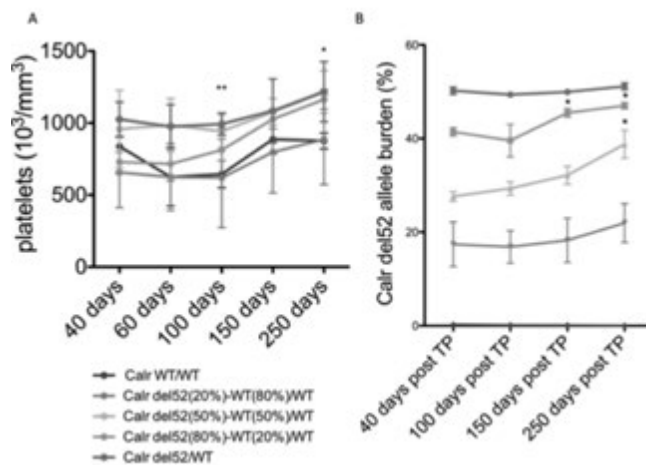 A
B
platelets (10³/mm³)
1500
1000
500
0
40 days
60 days
100 days
150 days
250 days
**
*
Calr WT/WT
Calr del52(20%)-WT(80%)/WT
Calr del52(50%)-WT(50%)/WT
Calr del52(80%)-WT(20%)/WT
Calr del52/WT
Calr del52 allele burden (%)
60
40
20
0
40 days post TP
100 days post TP
150 days post TP
250 days post TP
*
*
*